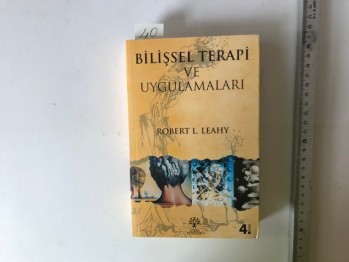 40
BİLİŞSEL TERAPİ
VE
UYGULAMALARI
ROBERT L. LEAHY
4